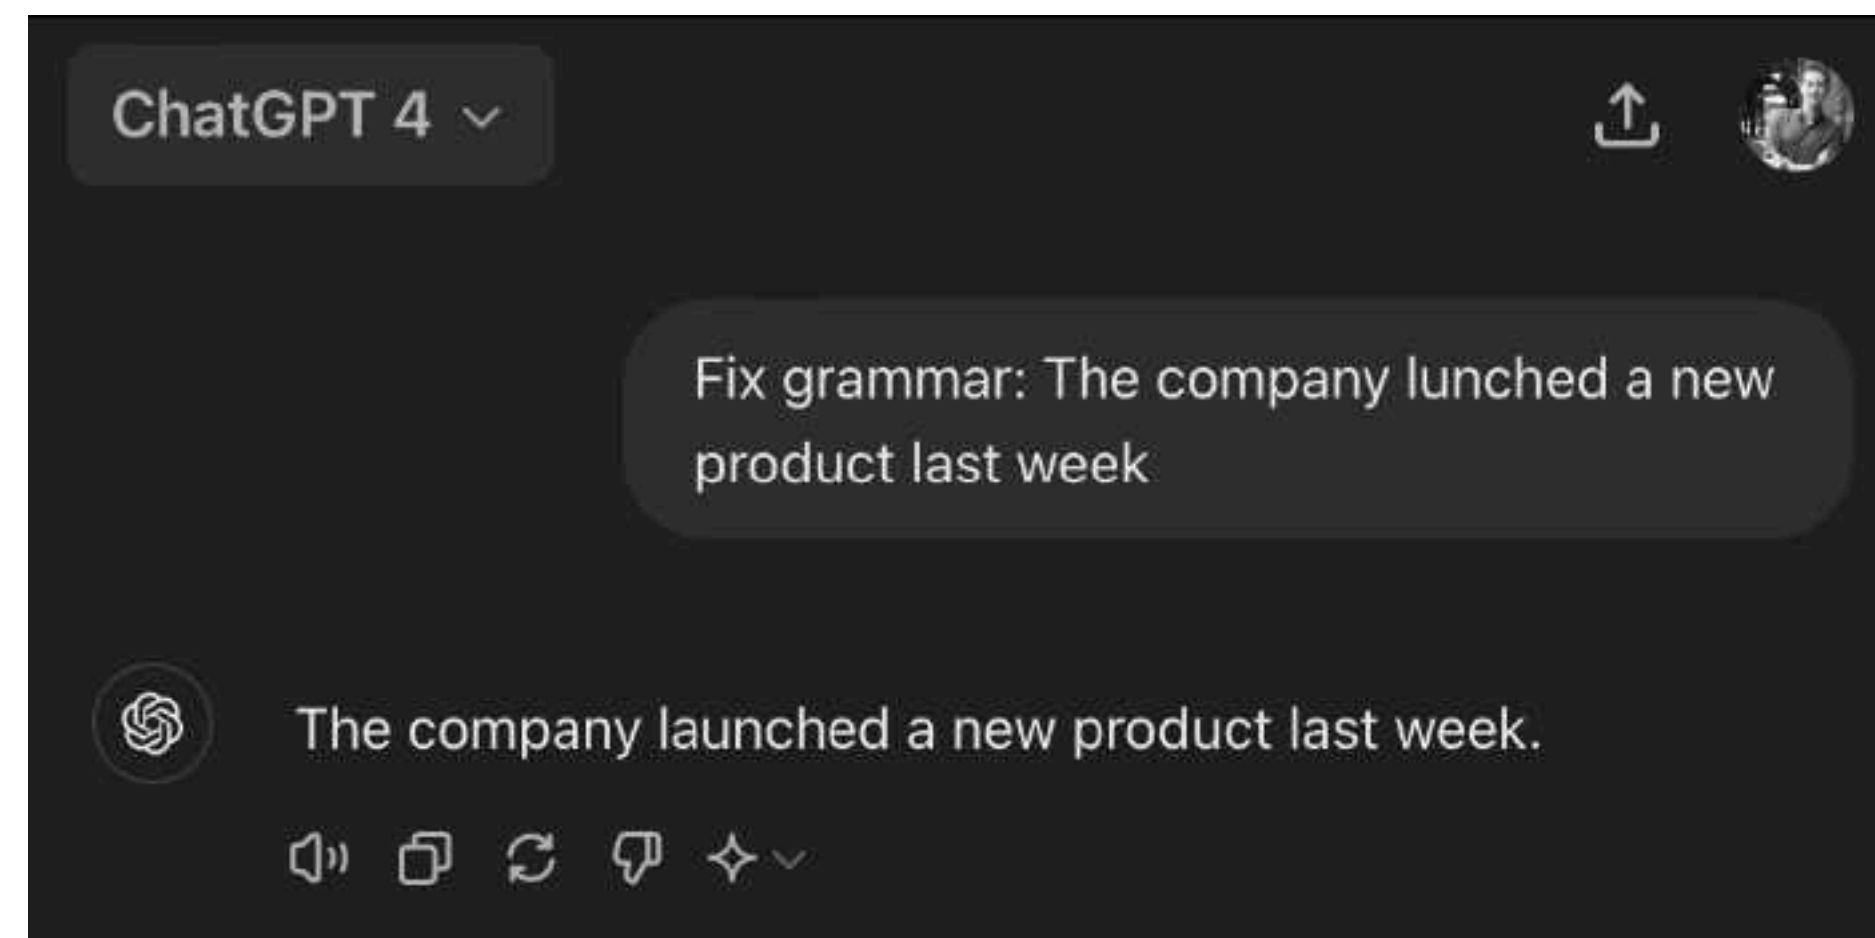 ChatGPT 4
Fix grammar: The company lunched a new
product last week
The company launched a new product last week.